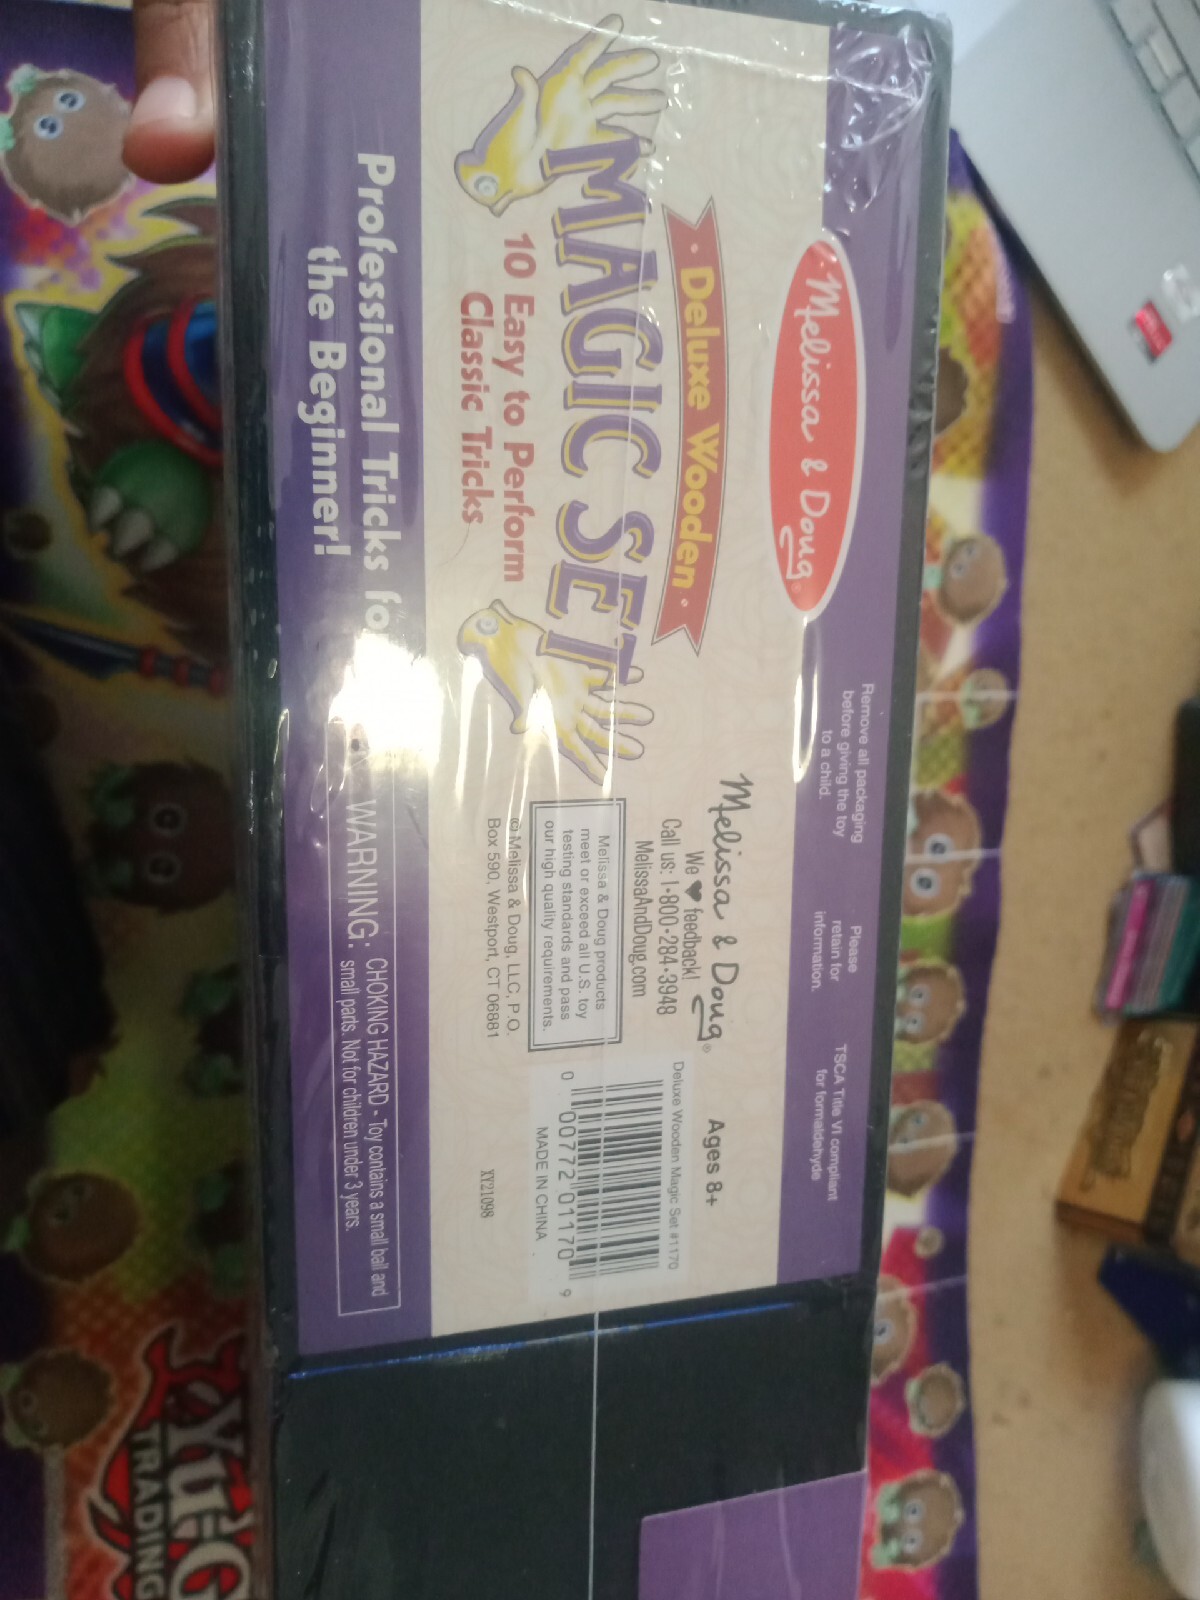 Melissa & Doug
Deluxe Wooden
MAGIC SET
10 Easy to Perform
Classic Tricks
Professional Tricks fo
the Beginner!
Remove all packaging
before giving the toy
to a child.
Please
retain for
information.
TSCA Title VI compliant
for formaldehyde
Melissa & Doug®
We ♥ feedback!
Call us: 1-800-284-3948
MelissaAndDoug.com
Ages 8+
Melissa & Doug products
meet or exceed all U.S. toy
testing standards and pass
our high quality requirements.
© Melissa & Doug, LLC, P.O.
Box 590, Westport, CT 06881
Deluxe Wooden Magic Set #1170
0 00772 01170 9
MADE IN CHINA
XY21098
WARNING: CHOKING HAZARD - Toy contains a small ball and
small parts. Not for children under 3 years.
YU-G
TRADING